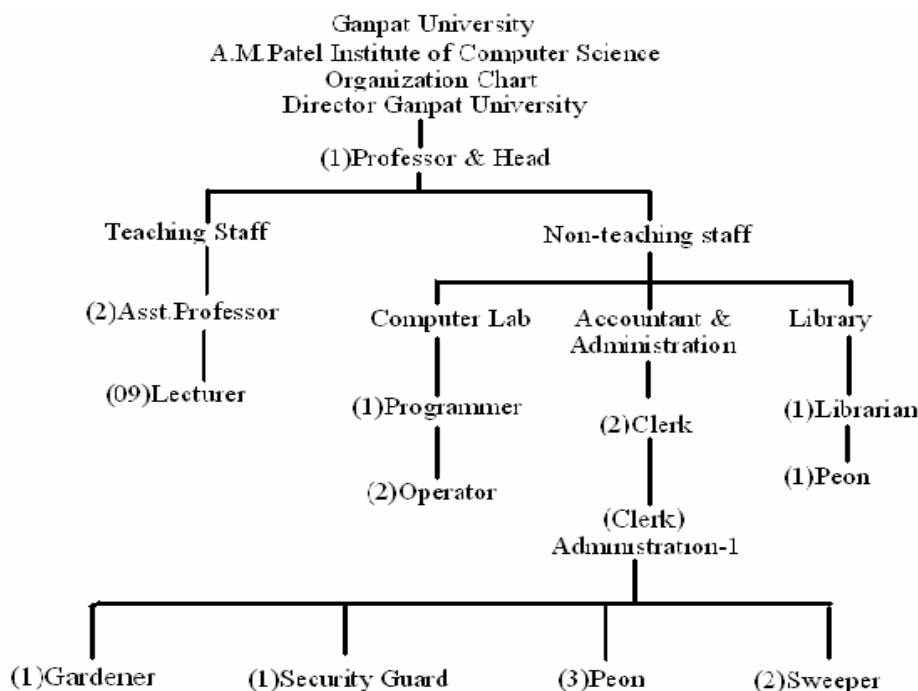 Ganpat University
A.M.Patel Institute of Computer Science
Organization Chart
Director Ganpat University
(1)Professor & Head
Teaching Staff
Non-teaching staff
(2)Asst.Professor
Computer Lab
Accountant &
Administration
Library
(09)Lecturer
(1)Programmer
(2)Clerk
(1)Librarian
(2)Operator
(1)Peon
(Clerk)
Administration-1
(1)Gardener
(1)Security Guard
(3)Peon
(2)Sweeper